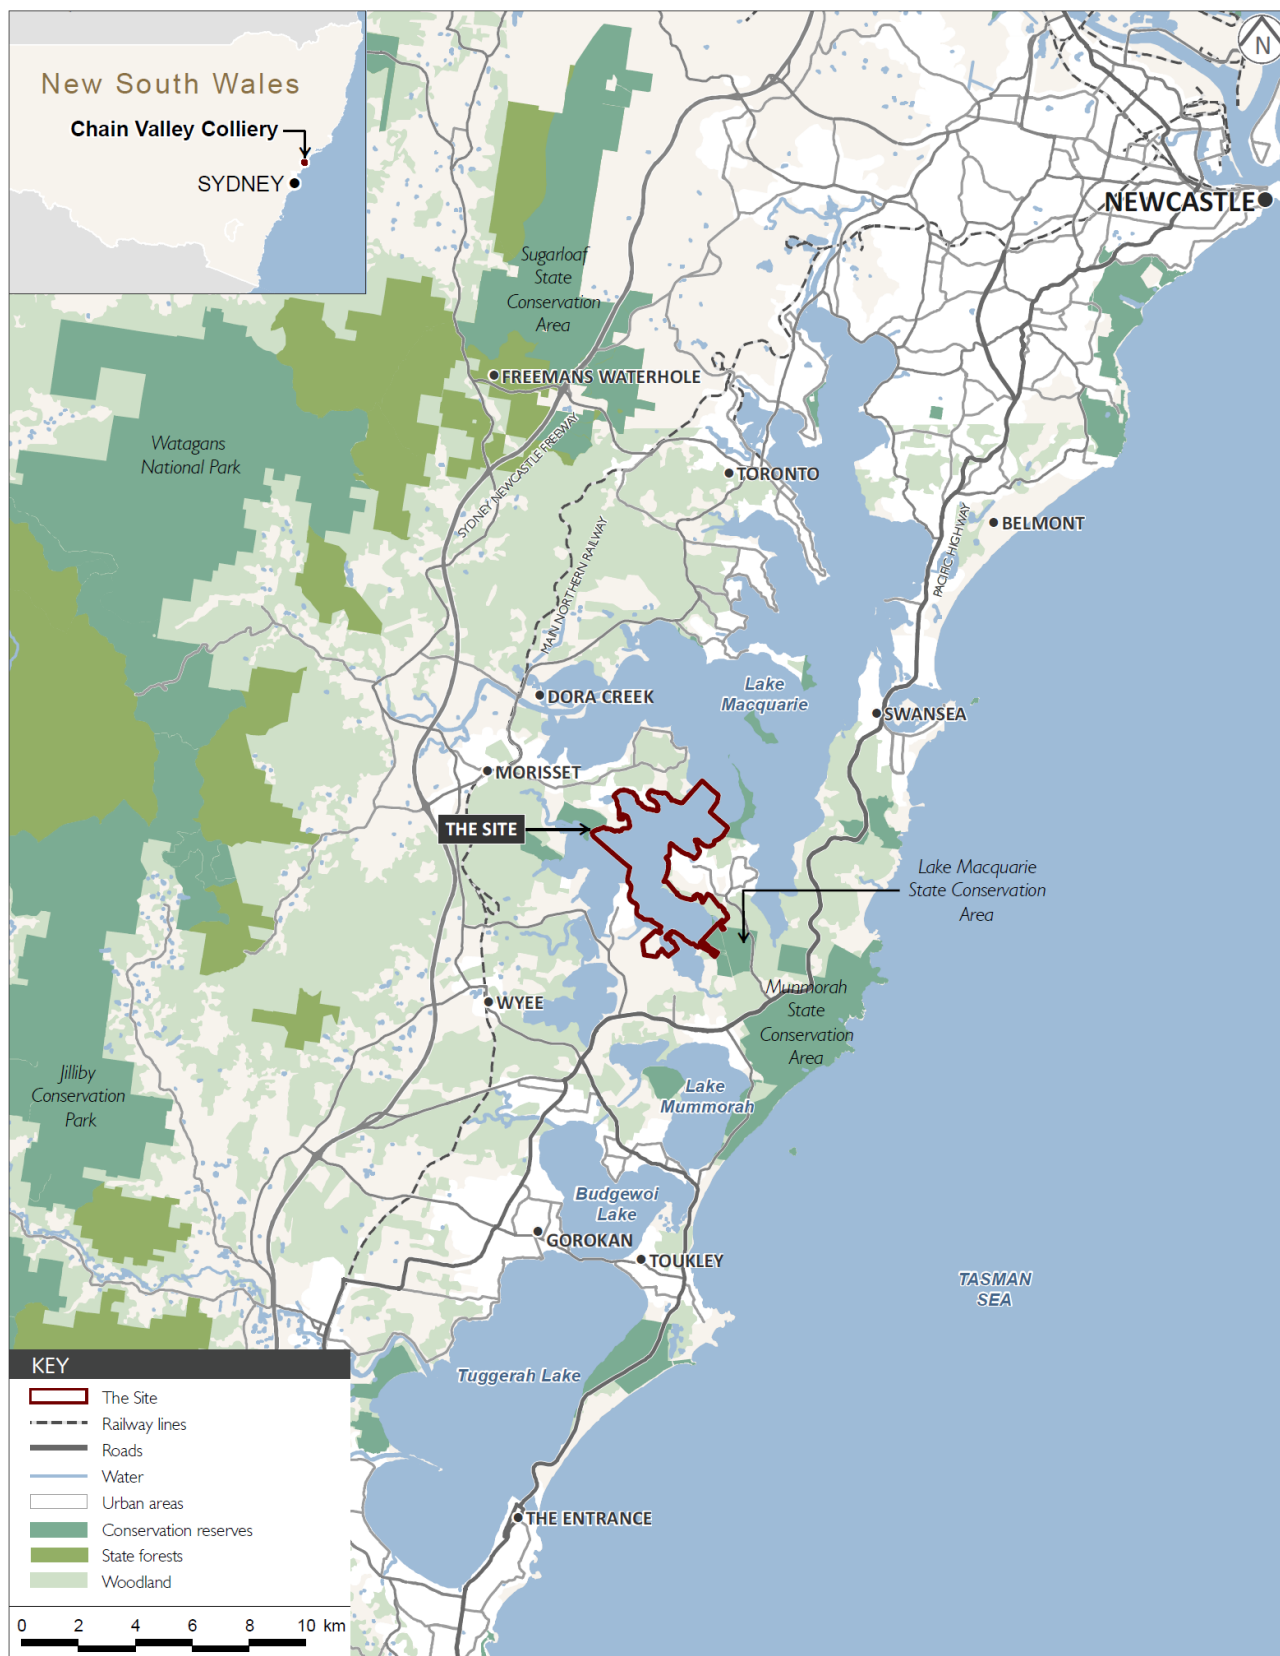 New South Wales
Chain Valley Colliery
SYDNEY
N
NEWCASTLE
Sugarloaf
State
Conservation
Area
FREEMANS WATERHOLE
Watagans
National Park
SYDNEY NEWCASTLE FREEWAY
TORONTO
BELMONT
PACIFIC HIGHWAY
MAIN NORTHERN RAILWAY
DORA CREEK
Lake
Macquarie
SWANSEA
MORISSET
THE SITE
Lake Macquarie
State Conservation
Area
WYEE
Munmorah
State
Conservation
Area
Jilliby
Conservation
Park
Lake
Mummorah
Budgewoi
Lake
GOROKAN
TOUKLEY
TASMAN
SEA
Tuggerah Lake
THE ENTRANCE
KEY
The Site
Railway lines
Roads
Water
Urban areas
Conservation reserves
State forests
Woodland
0 2 4 6 8 10 km